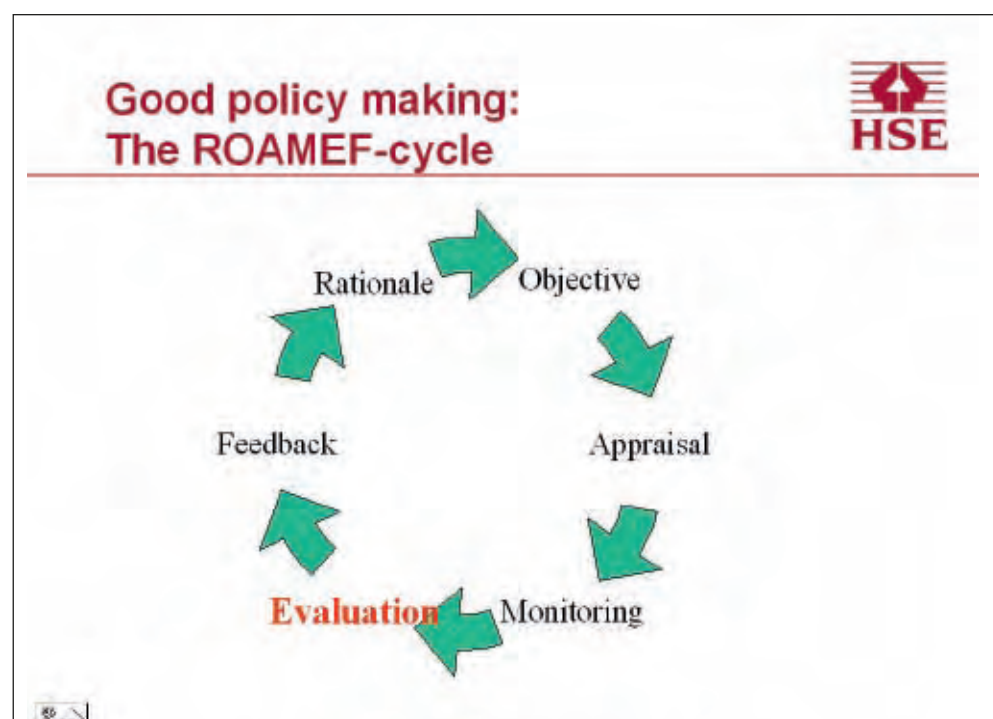 Good policy making:
The ROAMEF-cycle
HSE
Rationale
Objective
Appraisal
Monitoring
Evaluation
Feedback